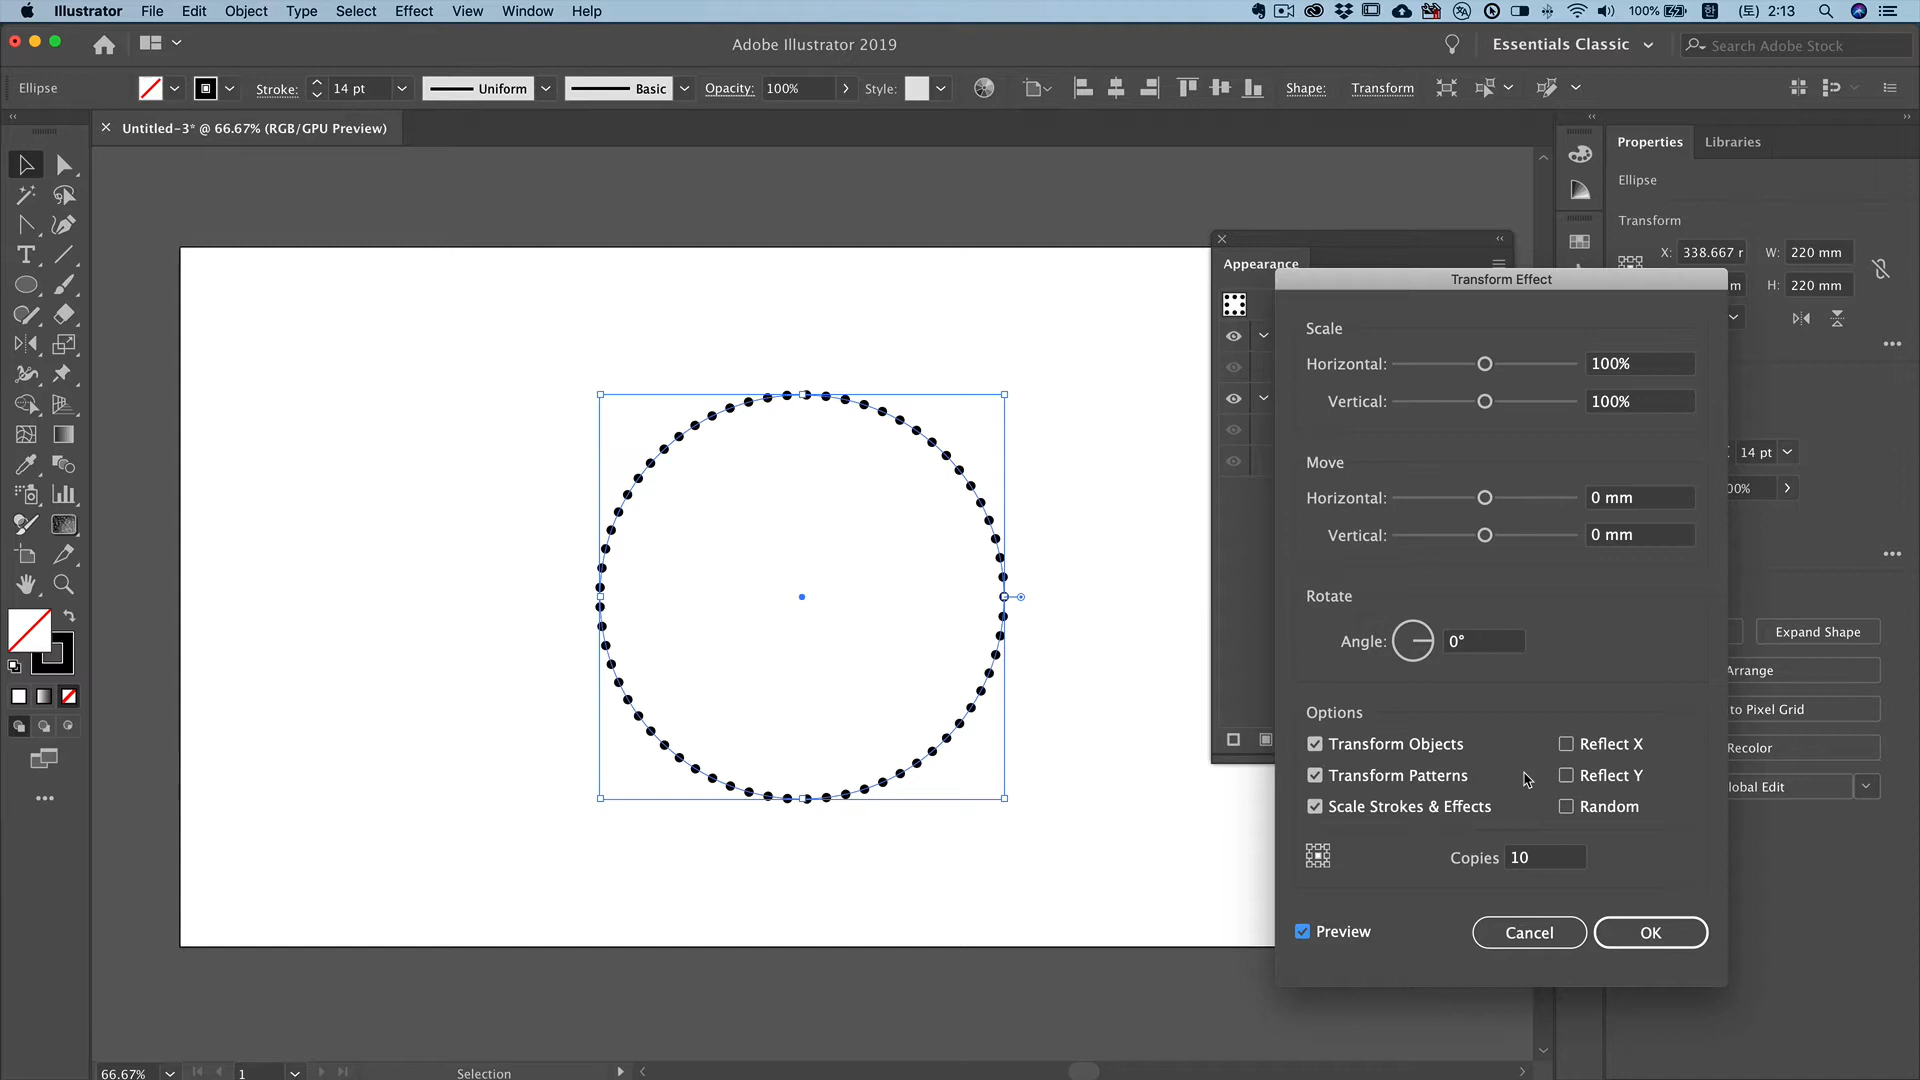 Illustrator File Edit Object Type Select Effect View Window Help 100% 한 (토) 2:13
Adobe Illustrator 2019 Essentials Classic Search Adobe Stock
Ellipse Stroke: 14 pt Uniform Basic Opacity: 100% Style: Shape: Transform
Untitled-3* @ 66.67% (RGB/GPU Preview)
Properties Libraries
Ellipse
Transform
X: 338.667 r W: 220 mm
m H: 220 mm
Appearance
Transform Effect
Scale
Horizontal: 100%
Vertical: 100%
Move
Horizontal: 0 mm
Vertical: 0 mm
Rotate
Angle: 0°
Options
Transform Objects Reflect X
Transform Patterns Reflect Y
Scale Strokes & Effects Random
Copies 10
Preview Cancel OK
14 pt
00%
Expand Shape
Arrange
to Pixel Grid
Recolor
lobal Edit
66.67% 1 Selection